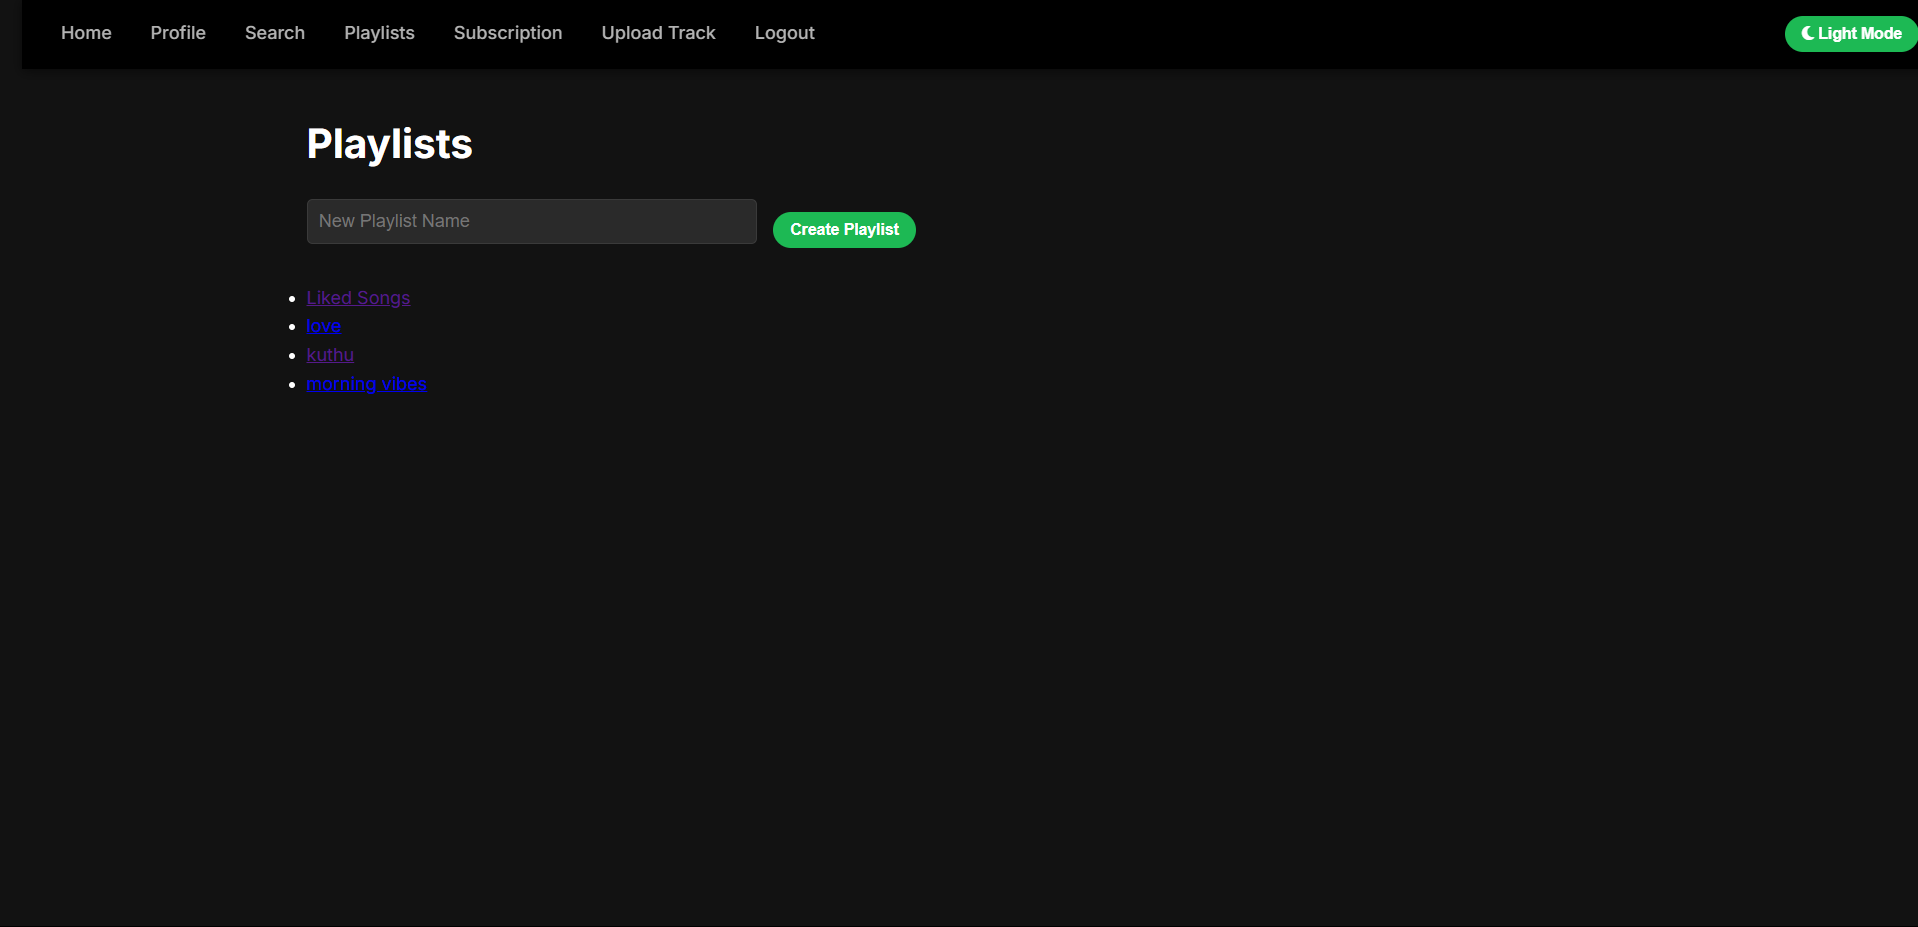 Home Profile Search Playlists Subscription Upload Track Logout Light Mode
Playlists
New Playlist Name Create Playlist
Liked Songs
love
kuthu
morning vibes